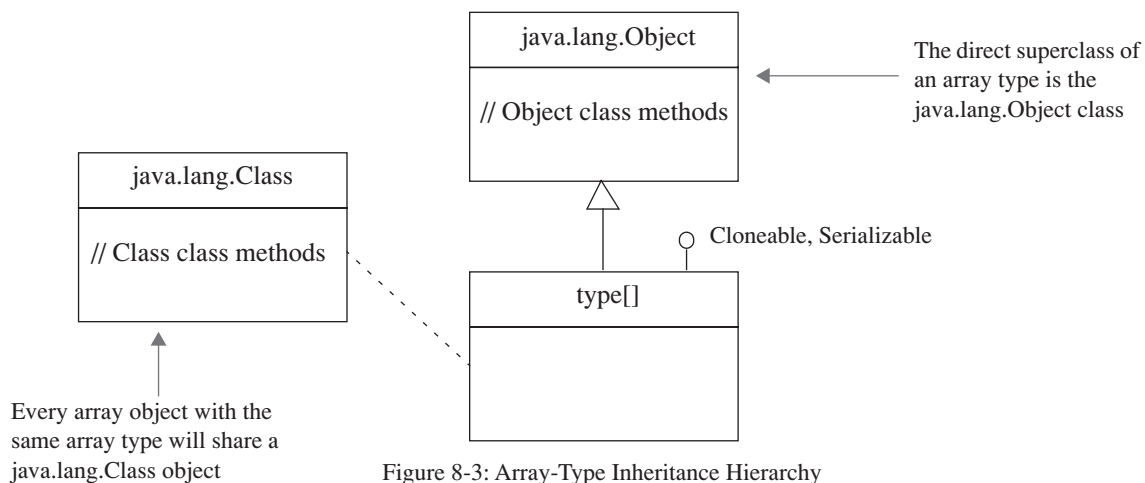 java.lang.Object
// Object class methods
The direct superclass of
an array type is the
java.lang.Object class
java.lang.Class
// Class class methods
Cloneable, Serializable
type[]
Every array object with the
same array type will share a
java.lang.Class object
Figure 8-3: Array-Type Inheritance Hierarchy